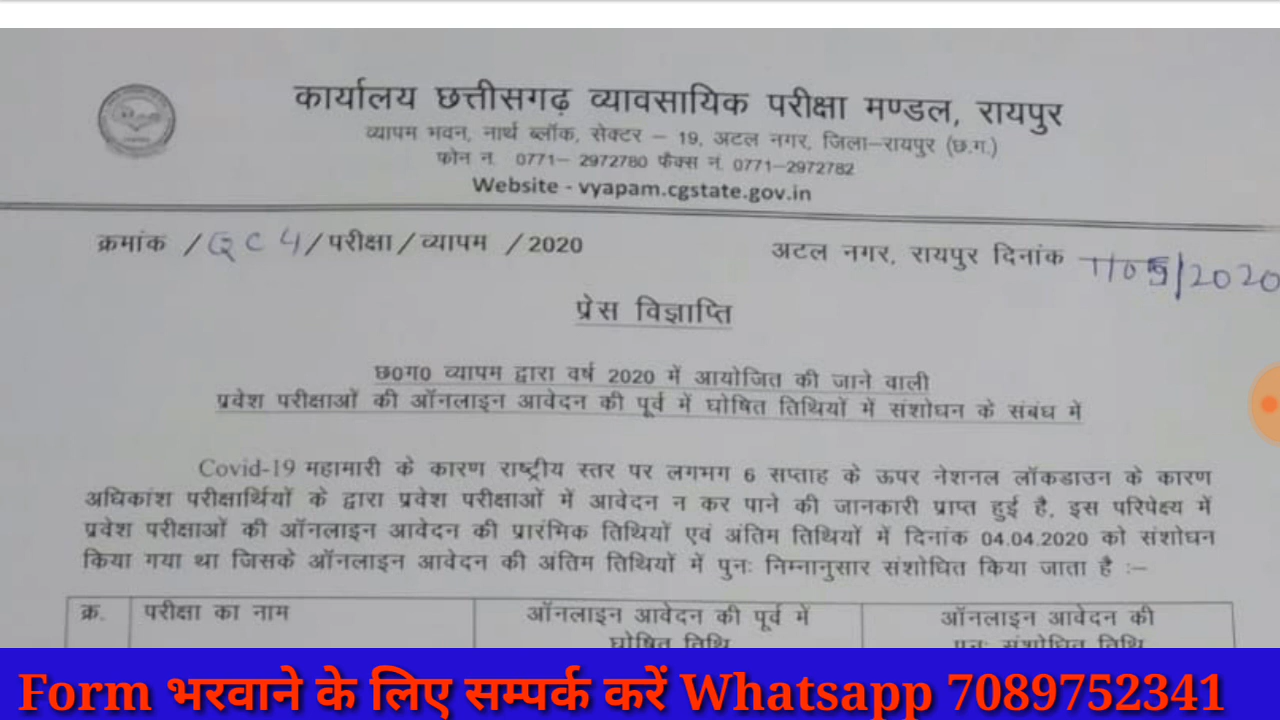 कार्यालय छत्तीसगढ़ व्यावसायिक परीक्षा मण्डल, रायपुर
व्यापम भवन, नार्थ ब्लॉक, सेक्टर – 19, अटल नगर, जिला–रायपुर (छ.ग.)
फोन न. 0771– 2972780 फैक्स नं. 0771–2972782
Website - vyapam.cgstate.gov.in
क्रमांक / /परीक्षा/व्यापम /2020
अटल नगर, रायपुर दिनांक /2020
प्रेस विज्ञाप्ति
छ0ग0 व्यापम द्वारा वर्ष 2020 में आयोजित की जाने वाली
प्रवेश परीक्षाओं की ऑनलाइन आवेदन की पूर्व में घोषित तिथियों में संशोधन के संबंध में
Covid-19 महामारी के कारण राष्ट्रीय स्तर पर लगभग 6 सप्ताह के ऊपर नेशनल लॉकडाउन के कारण
अधिकांश परीक्षार्थियों के द्वारा प्रवेश परीक्षाओं में आवेदन न कर पाने की जानकारी प्राप्त हुई है, इस परिपेक्ष्य में
प्रवेश परीक्षाओं की ऑनलाइन आवेदन की प्रारंभिक तिथियों एवं अंतिम तिथियों में दिनांक 04.04.2020 को संशोधन
किया गया था जिसके ऑनलाइन आवेदन की अंतिम तिथियों में पुनः निम्नानुसार संशोधित किया जाता है :–
क्र. परीक्षा का नाम
ऑनलाइन आवेदन की पूर्व में
घोषित तिथि
ऑनलाइन आवेदन की
पुनः संशोधित तिथि
Form भरवाने के लिए सम्पर्क करें Whatsapp 7089752341